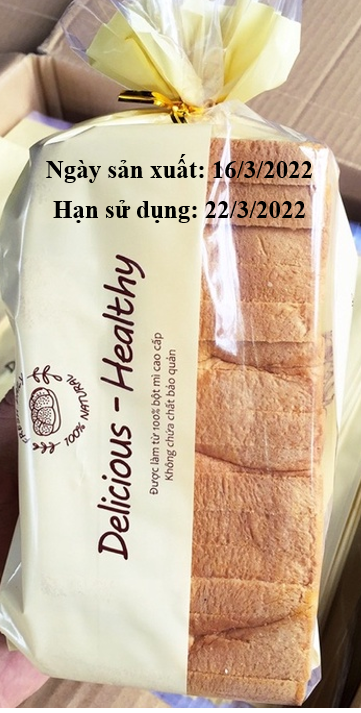 Ngày sản xuất: 16/3/2022
Hạn sử dụng: 22/3/2022
Delicious - Healthy
Được làm từ 100% bột mì cao cấp
Không chứa chất bảo quản
100% NATURAL